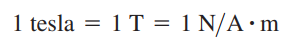 1 tesla = 1 T = 1 N/A · m